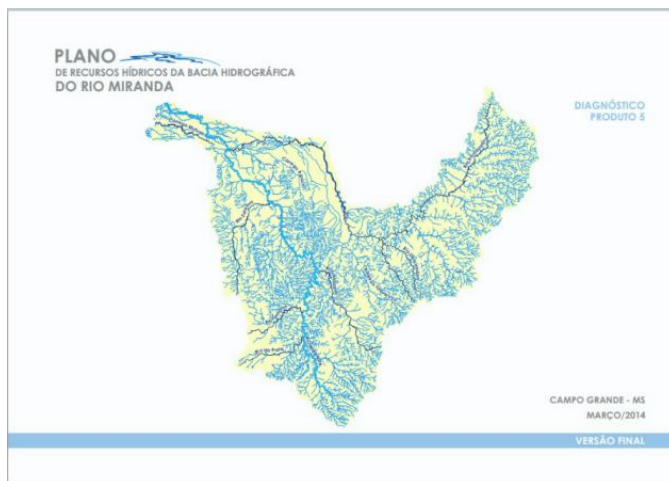 PLANO
DE RECURSOS HÍDRICOS DA BACIA HIDROGRÁFICA
DO RIO MIRANDA
DIAGNÓSTICO
PRODUTO 5
CAMPO GRANDE - MS
MARÇO/2014
VERSÃO FINAL